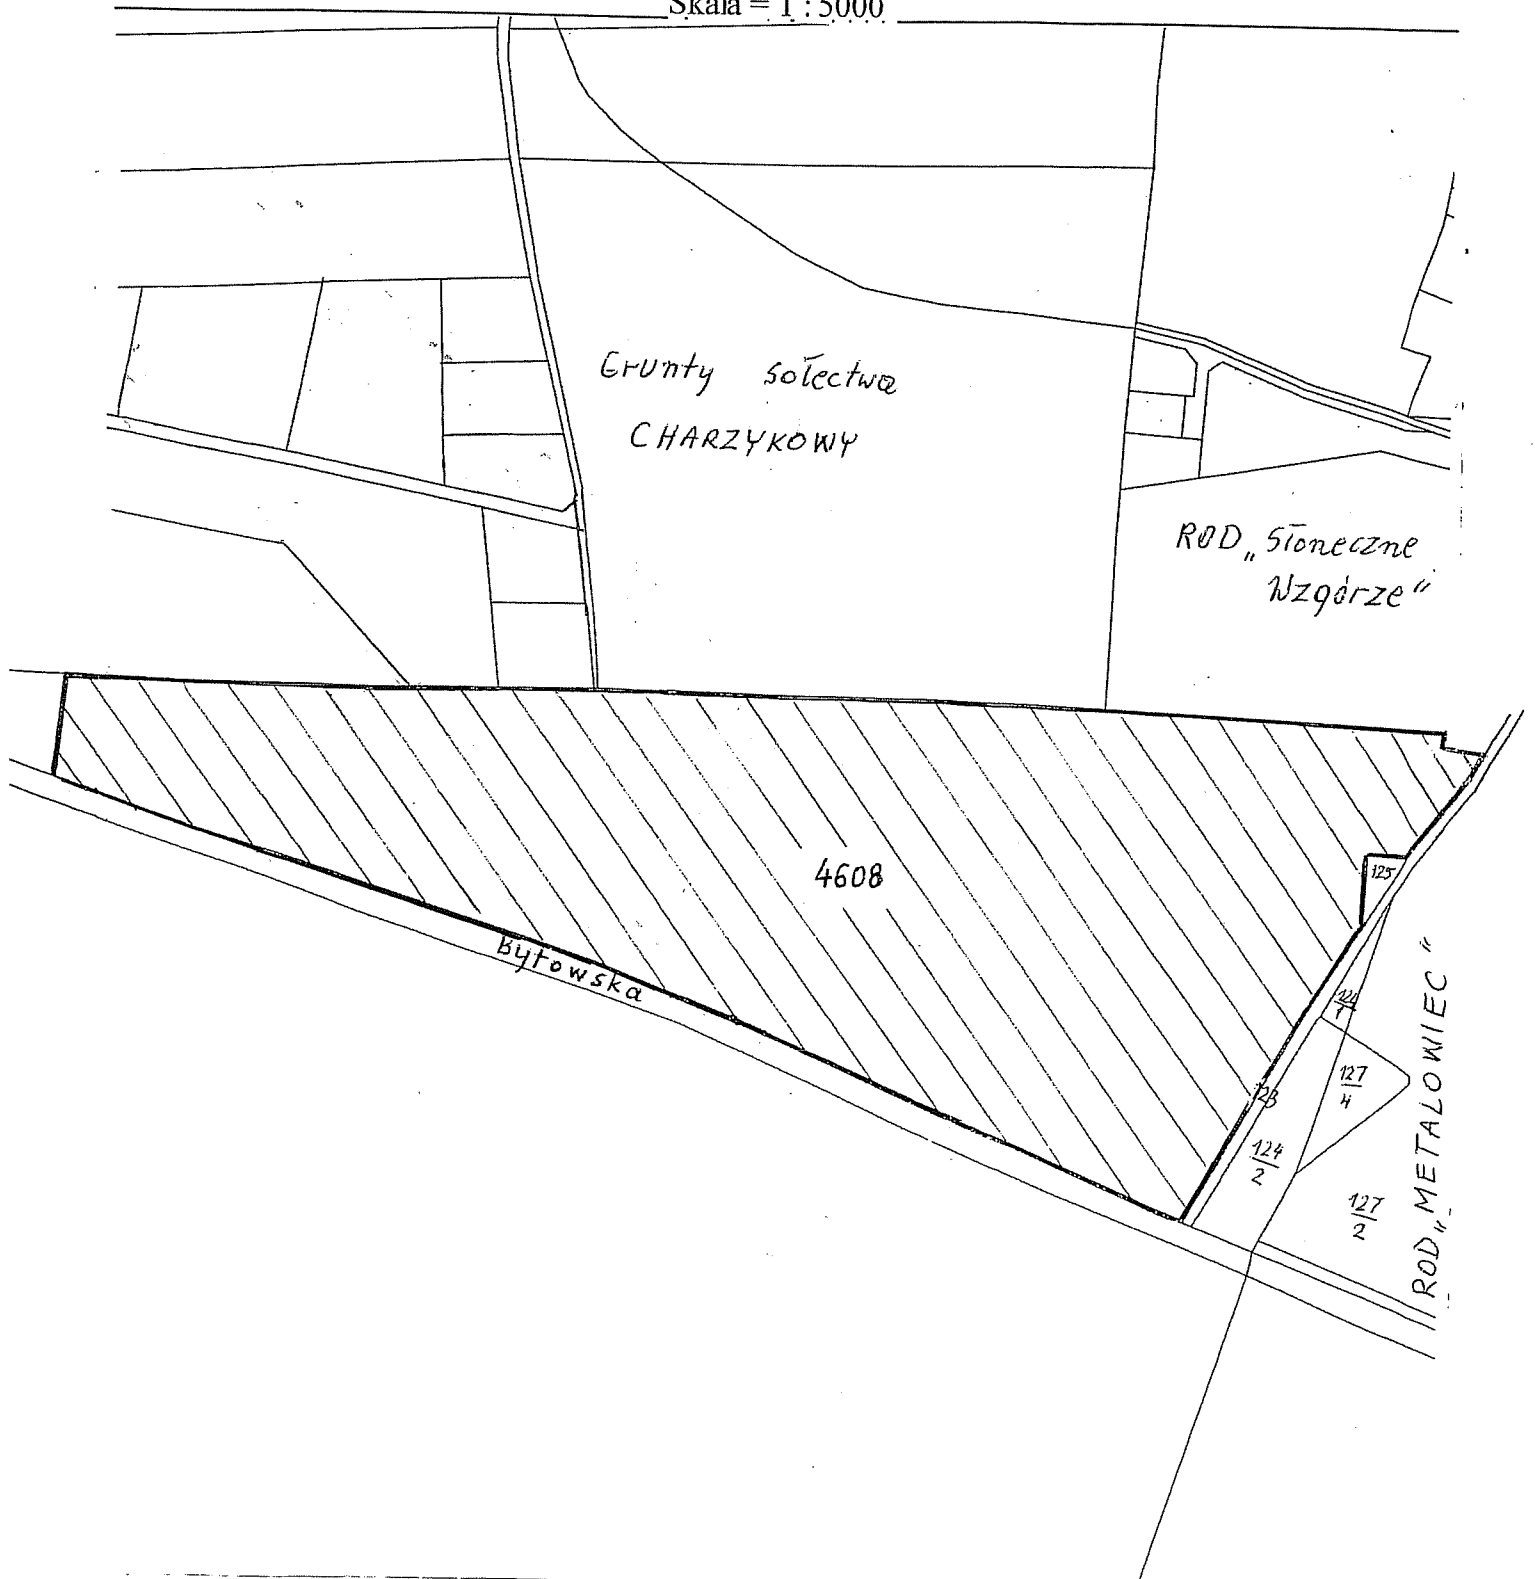 Skala = 1 : 5000
Grunty sołectwa
CHARZYKOWY
ROD „Słoneczne
Wzgórze"
4608
125
Bytowska
124
1
127
4
123
124
2
127
2
ROD „METALOWIEC"